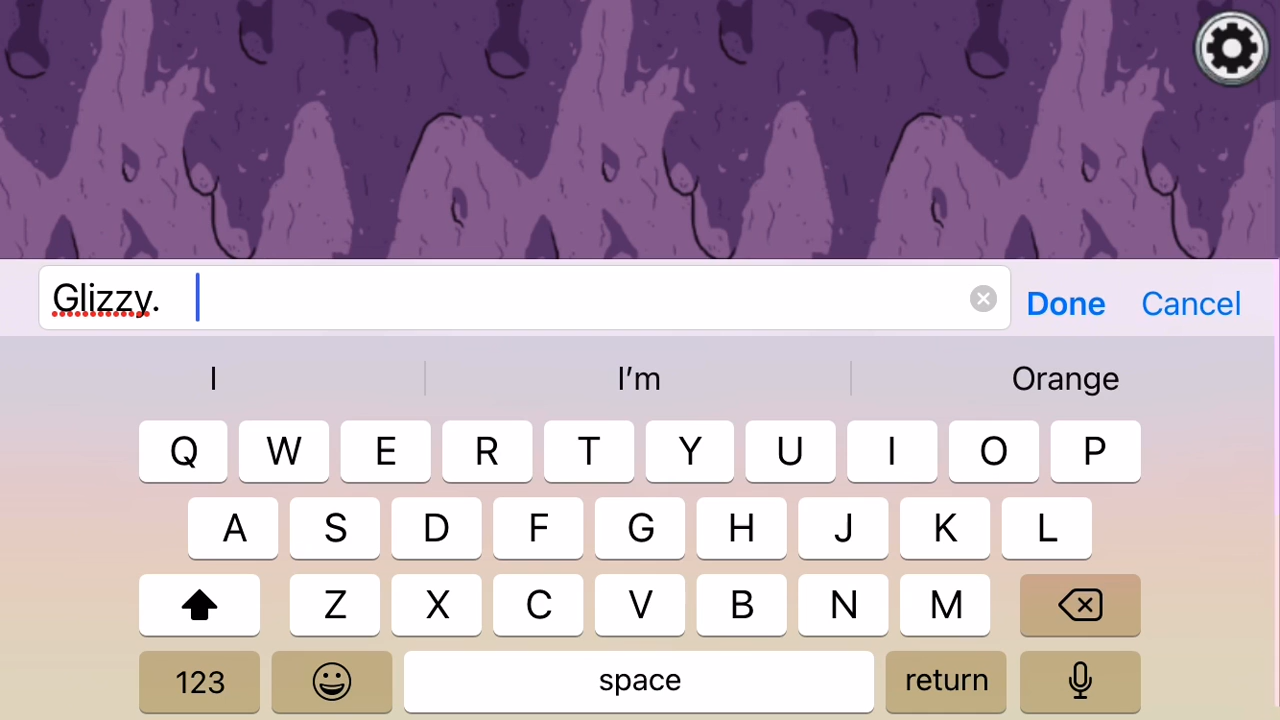 Glizzy.
Done Cancel
I I'm Orange
Q W E R T Y U I O P
A S D F G H J K L
Z X C V B N M
123 space return